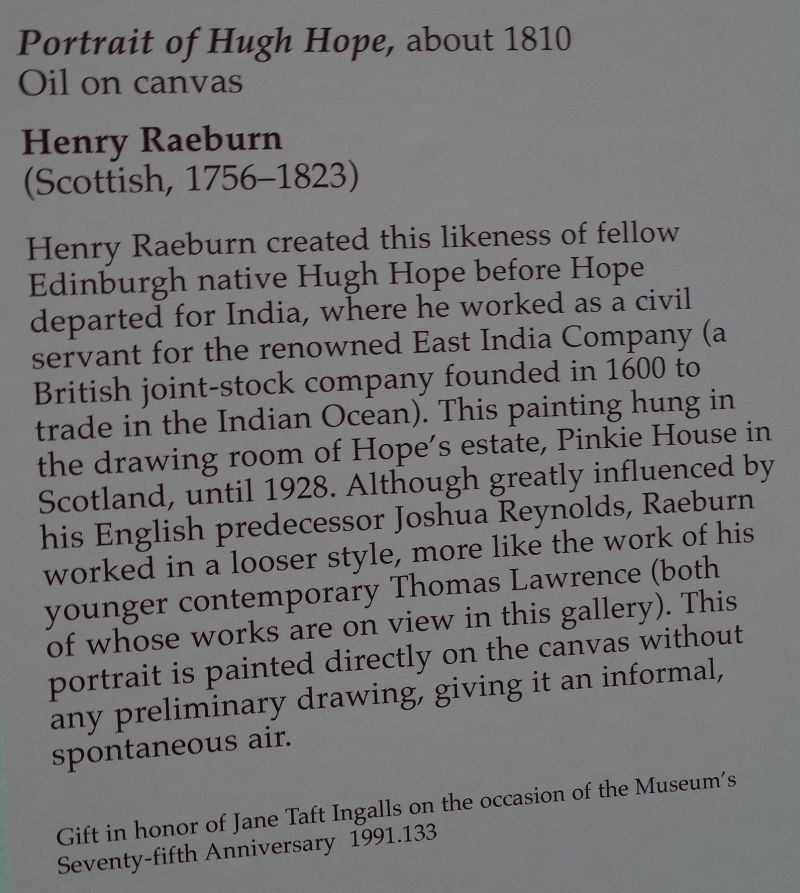 Portrait of Hugh Hope, about 1810
Oil on canvas
Henry Raeburn
(Scottish, 1756–1823)
Henry Raeburn created this likeness of fellow
Edinburgh native Hugh Hope before Hope
departed for India, where he worked as a civil
servant for the renowned East India Company (a
British joint-stock company founded in 1600 to
trade in the Indian Ocean). This painting hung in
the drawing room of Hope's estate, Pinkie House in
Scotland, until 1928. Although greatly influenced by
his English predecessor Joshua Reynolds, Raeburn
worked in a looser style, more like the work of his
younger contemporary Thomas Lawrence (both
of whose works are on view in this gallery). This
portrait is painted directly on the canvas without
any preliminary drawing, giving it an informal,
spontaneous air.
Gift in honor of Jane Taft Ingalls on the occasion of the Museum's
Seventy-fifth Anniversary 1991.133